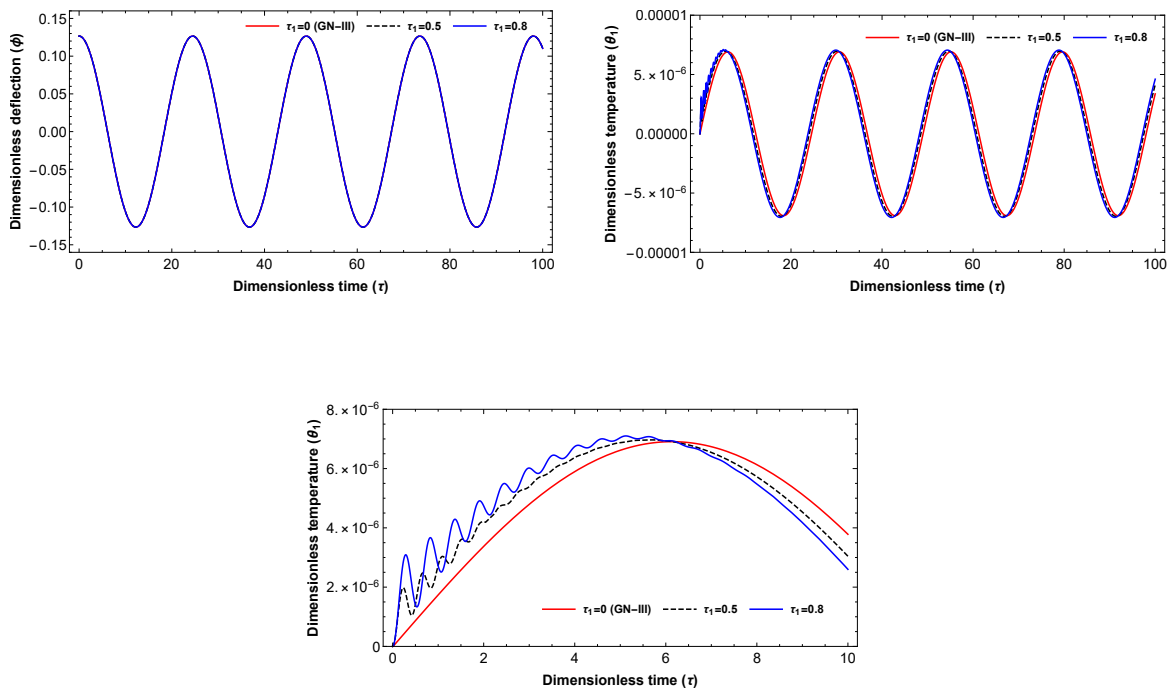 τ1=0 (GN−III) τ1=0.5 τ1=0.8
0.15
0.10
0.05
0.00
−0.05
−0.10
−0.15
Dimensionless deflection (ϕ)
0 20 40 60 80 100
Dimensionless time (τ)
τ1=0 (GN−III) τ1=0.5 τ1=0.8
0.00001
5.×10−6
0.00000
−5.×10−6
−0.00001
Dimensionless temperature (θ1)
0 20 40 60 80 100
Dimensionless time (τ)
8.×10−6
6.×10−6
4.×10−6
2.×10−6
0
Dimensionless temperature (θ1)
τ1=0 (GN−III) τ1=0.5 τ1=0.8
0 2 4 6 8 10
Dimensionless time (τ)